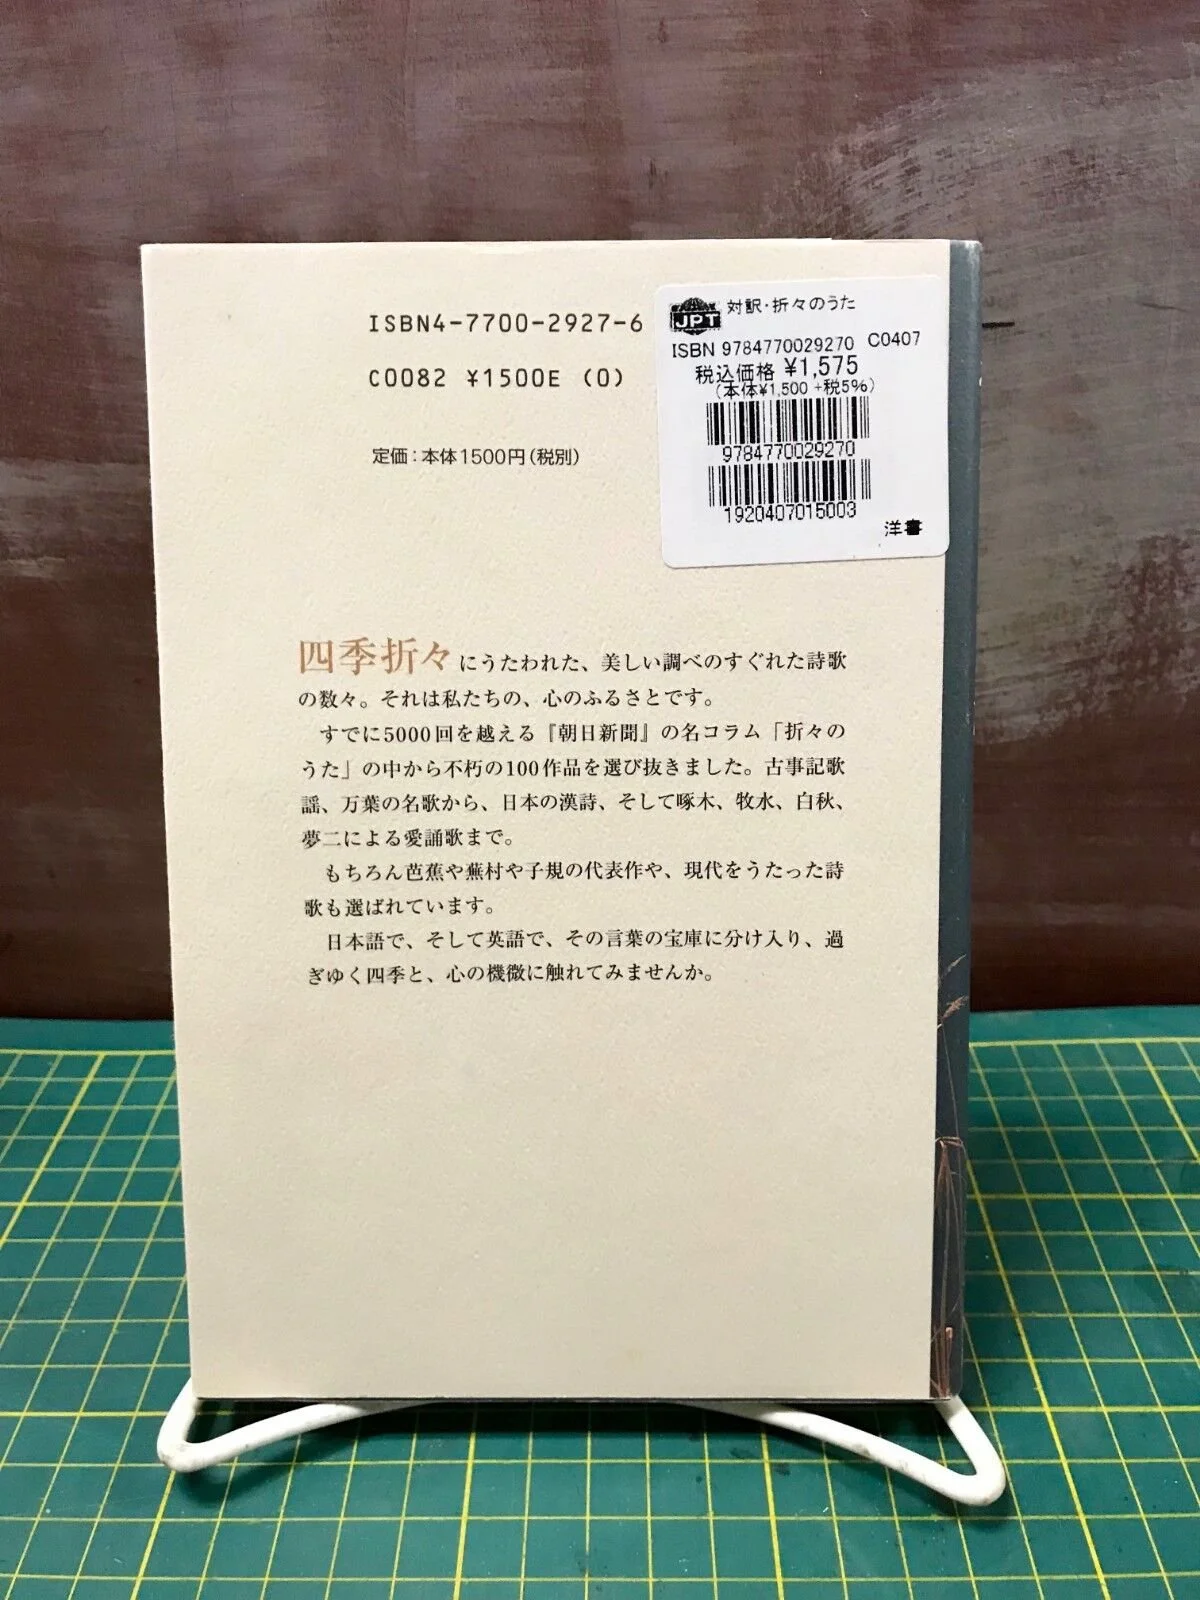 ISBN4-7700-2927-6
C0082 ¥1500E (0)
定価：本体1500円（税別）
JPT 対訳・折々のうた
ISBN 9784770029270 C0407
税込価格 ¥1,575
（本体¥1,500 +税5%）
9784770029270
1920407015003
洋書
四季折々にうたわれた、美しい調べのすぐれた詩歌
の数々。それは私たちの、心のふるさとです。
すでに5000回を越える『朝日新聞』の名コラム「折々の
うた」の中から不朽の100作品を選び抜きました。古事記歌
謡、万葉の名歌から、日本の漢詩、そして啄木、牧水、白秋、
夢二による愛誦歌まで。
もちろん芭蕉や蕪村や子規の代表作や、現代をうたった詩
歌も選ばれています。
日本語で、そして英語で、その言葉の宝庫に分け入り、過
ぎゆく四季と、心の機微に触れてみませんか。